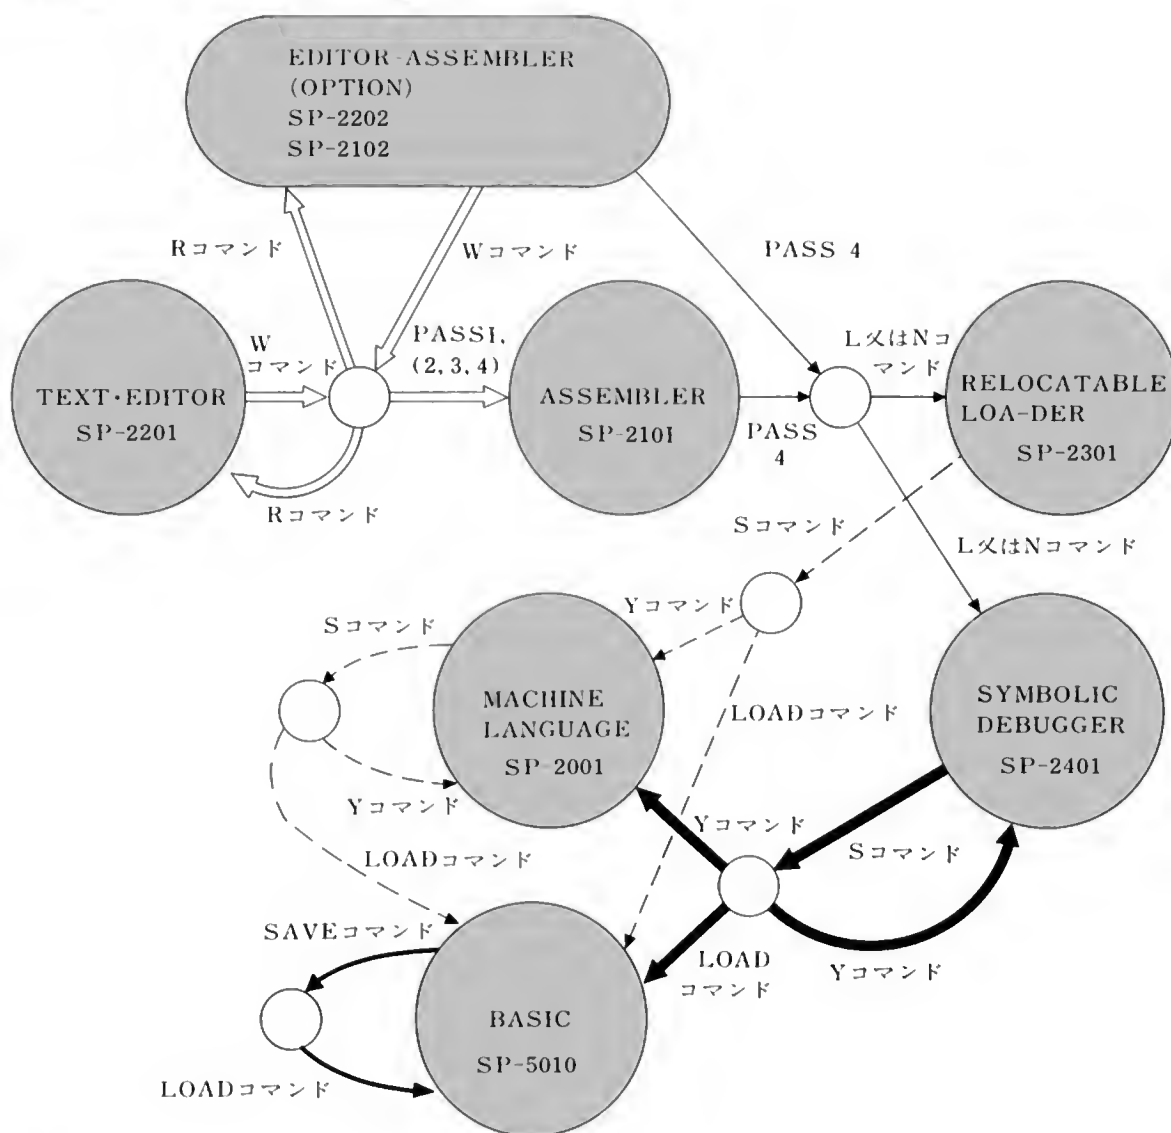 EDITOR-ASSEMBLER
(OPTION)
SP-2202
SP-2102
Rコマンド
Wコマンド
PASS 4
W
コマンド
PASS1,
(2,3,4)
L又はNコ
マンド
TEXT・EDITOR
SP-2201
ASSEMBLER
SP-2101
PASS
4
RELOCATABLE
LOA-DER
SP-2301
Rコマンド
Sコマンド
L又はNコマンド
Yコマンド
Sコマンド
MACHINE
LANGUAGE
SP-2001
LOADコマンド
SYMBOLIC
DEBUGGER
SP-2401
Yコマンド
Yコマンド
Sコマンド
LOADコマンド
SAVEコマンド
LOAD
コマンド
Yコマンド
BASIC
SP-5010
LOADコマンド